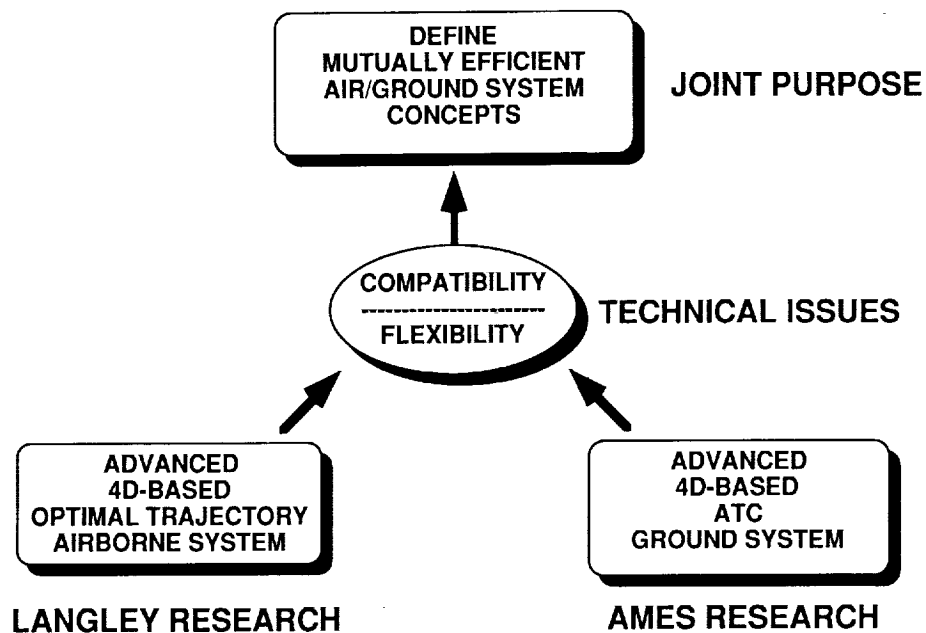 DEFINE
MUTUALLY EFFICIENT
AIR/GROUND SYSTEM
CONCEPTS
JOINT PURPOSE
COMPATIBILITY
FLEXIBILITY
TECHNICAL ISSUES
ADVANCED
4D-BASED
OPTIMAL TRAJECTORY
AIRBORNE SYSTEM
LANGLEY RESEARCH
ADVANCED
4D-BASED
ATC
GROUND SYSTEM
AMES RESEARCH